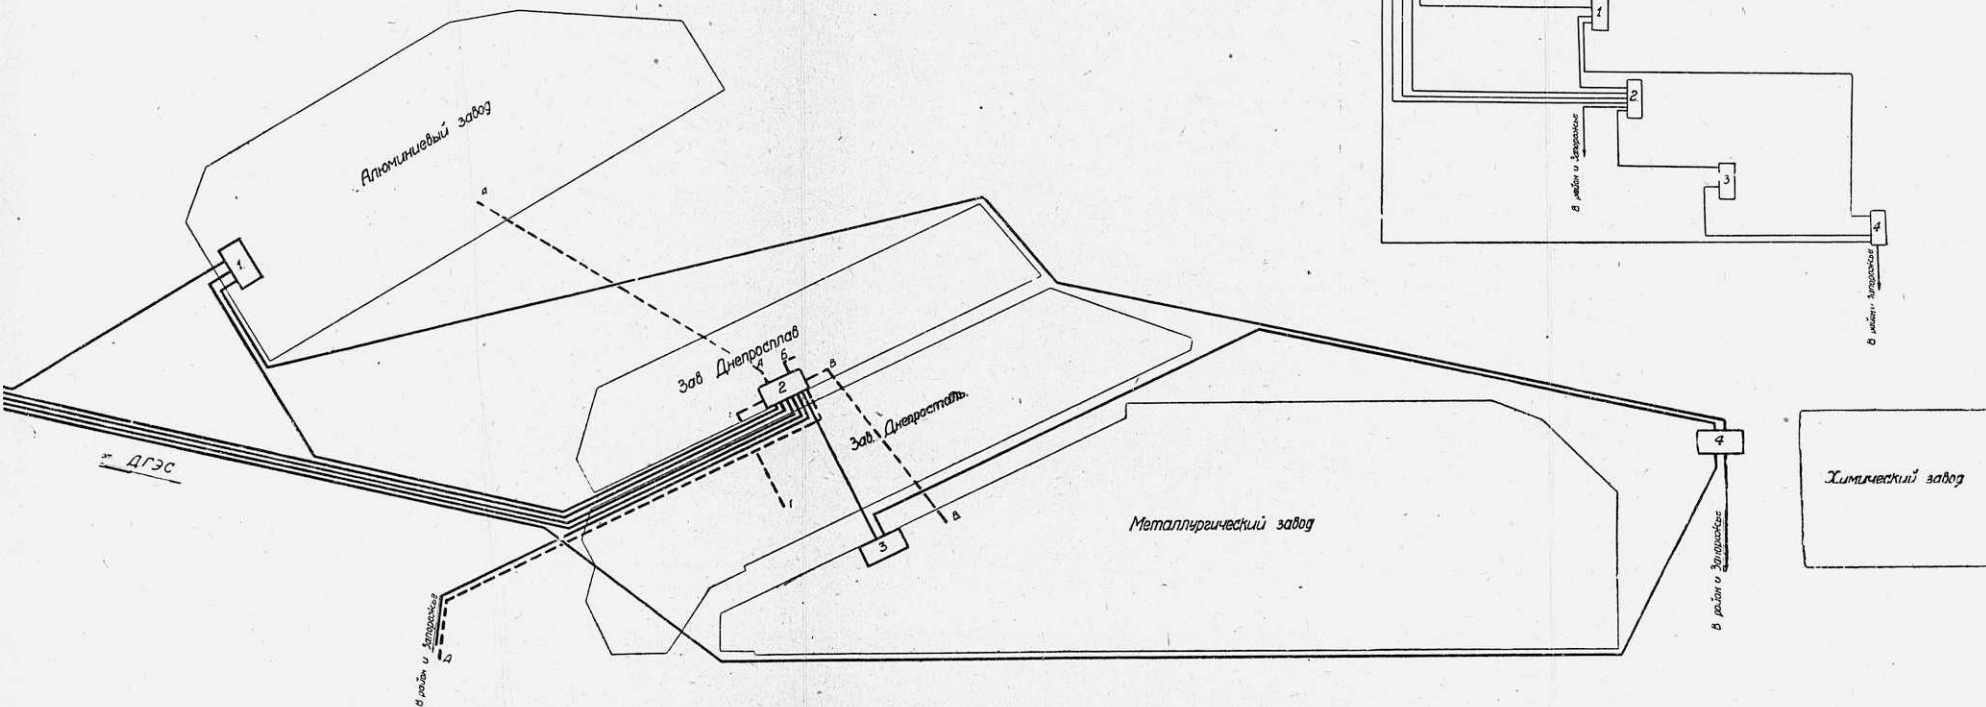 1
2
В район и Запорожье
3
4
В район и Запорожье
Алюминиевый завод
а
1
Зав Днепросплав
А
Б
В
2
Зав. Днепросталь.
от ДГЭС
Г
В
3
4
Химический завод
Металлургический завод
В район и Запорожье
В район и Запорожье
Д